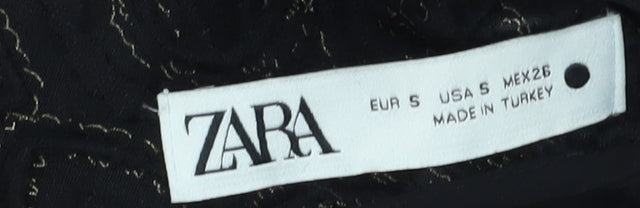 ZARA
EUR S USA S MEX26
MADE IN TURKEY